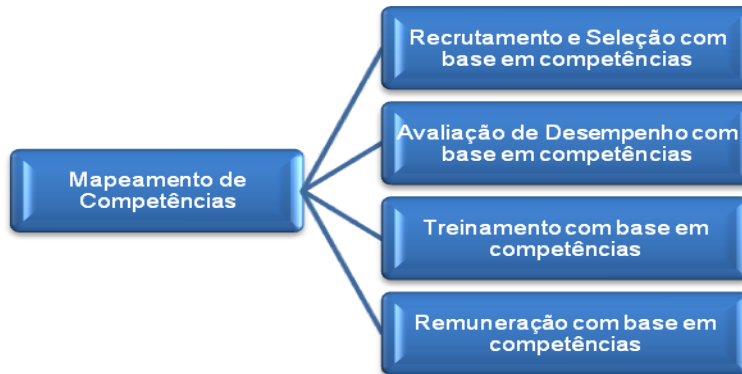 Mapeamento de
Competências
Recrutamento e Seleção com
base em competências
Avaliação de Desempenho com
base em competências
Treinamento com base em
competências
Remuneração com base em
competências